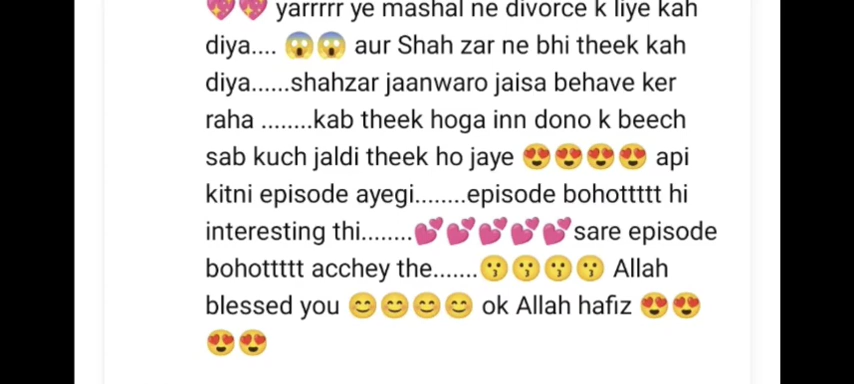 💖💖 yarrrrr ye mashal ne divorce k liye kah
diya.... 😱😱 aur Shah zar ne bhi theek kah
diya......shahzar jaanwaro jaisa behave ker
raha ........kab theek hoga inn dono k beech
sab kuch jaldi theek ho jaye 😍😍😍😍 api
kitni episode ayegi........episode bohottttt hi
interesting thi........💕💕💕💕💕sare episode
bohottttt acchey the.......😗😗😗😗 Allah
blessed you 😊😊😊😊 ok Allah hafiz 😍😍
😍😍